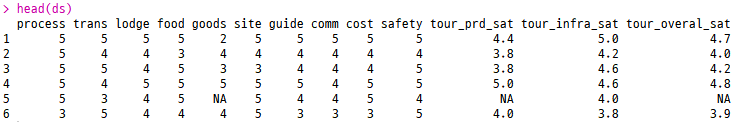 > head(ds)
process trans lodge food goods site guide comm cost safety tour_prd_sat tour_infra_sat tour_overal_sat
1 5 5 5 5 2 5 5 5 5 5 4.4 5.0 4.7
2 5 4 4 3 4 4 4 4 4 5 3.8 4.2 4.0
3 5 5 4 5 3 3 4 4 5 5 3.8 4.6 4.2
4 5 4 5 5 5 5 5 4 5 5 5.0 4.6 4.8
5 5 3 4 5 NA 5 4 4 5 4 NA 4.0 NA
6 3 5 4 4 4 5 3 3 3 5 4.0 3.8 3.9